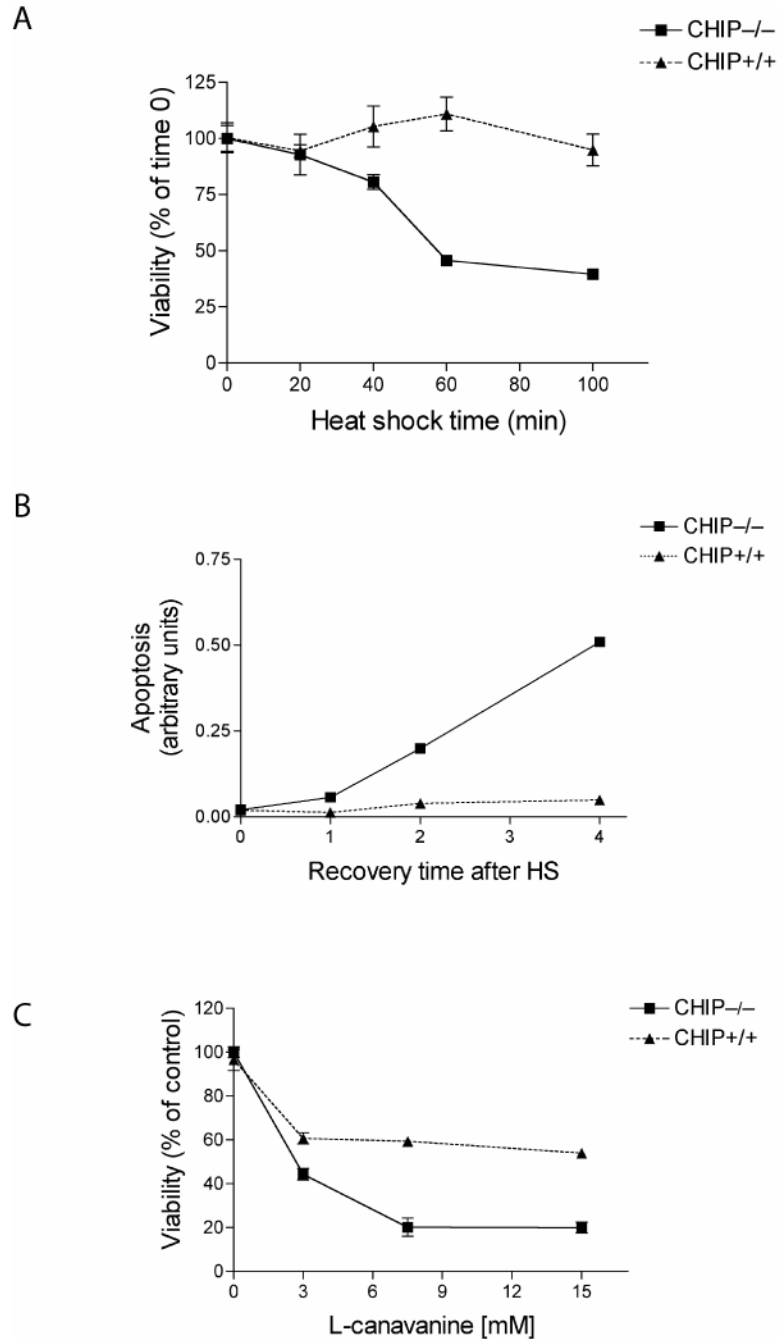 A
CHIP–/–
CHIP+/+
Viability (% of time 0)
125
100
75
50
25
0
0 20 40 60 80 100
Heat shock time (min)
B
CHIP–/–
CHIP+/+
Apoptosis
(arbitrary units)
0.75
0.50
0.25
0.00
0 1 2 3 4
Recovery time after HS
C
CHIP–/–
CHIP+/+
Viability (% of control)
120
100
80
60
40
20
0
0 3 6 9 12 15
L-canavanine [mM]